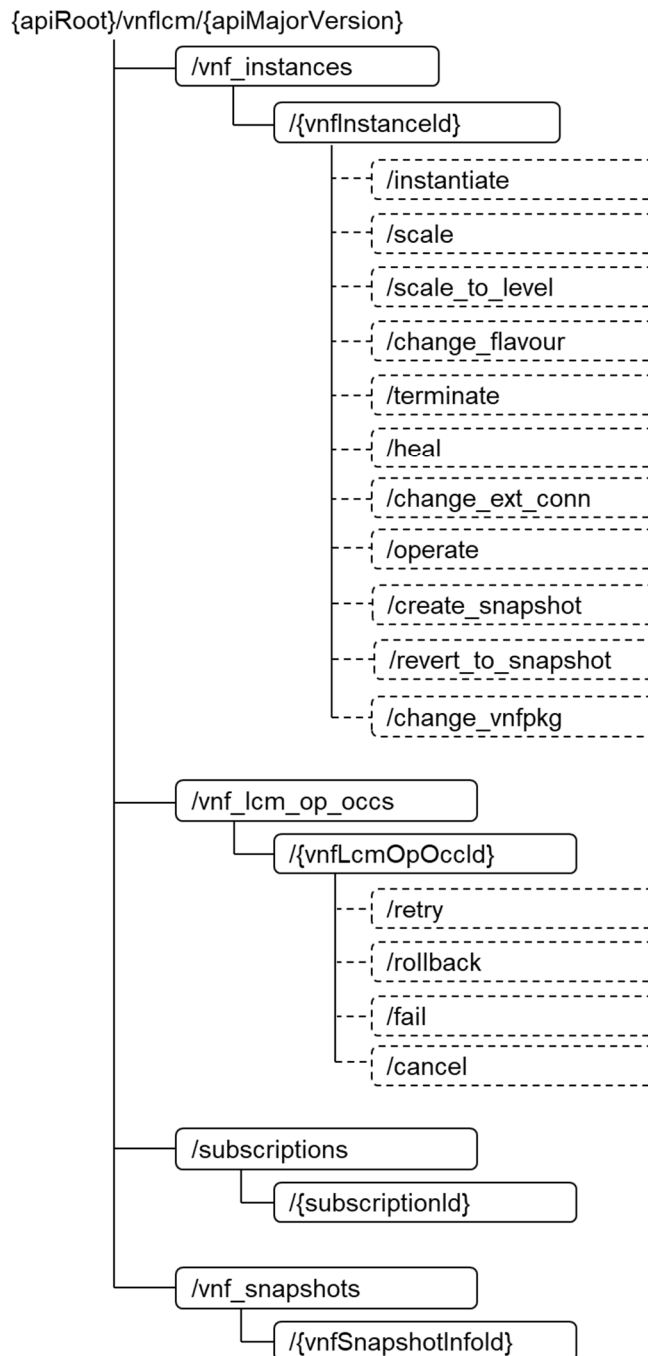 {apiRoot}/vnflcm/{apiMajorVersion}
/vnf_instances
/{vnfInstanceId}
/instantiate
/scale
/scale_to_level
/change_flavour
/terminate
/heal
/change_ext_conn
/operate
/create_snapshot
/revert_to_snapshot
/change_vnfpkg
/vnf_lcm_op_occs
/{vnfLcmOpOccId}
/retry
/rollback
/fail
/cancel
/subscriptions
/{subscriptionId}
/vnf_snapshots
/{vnfSnapshotInfoId}